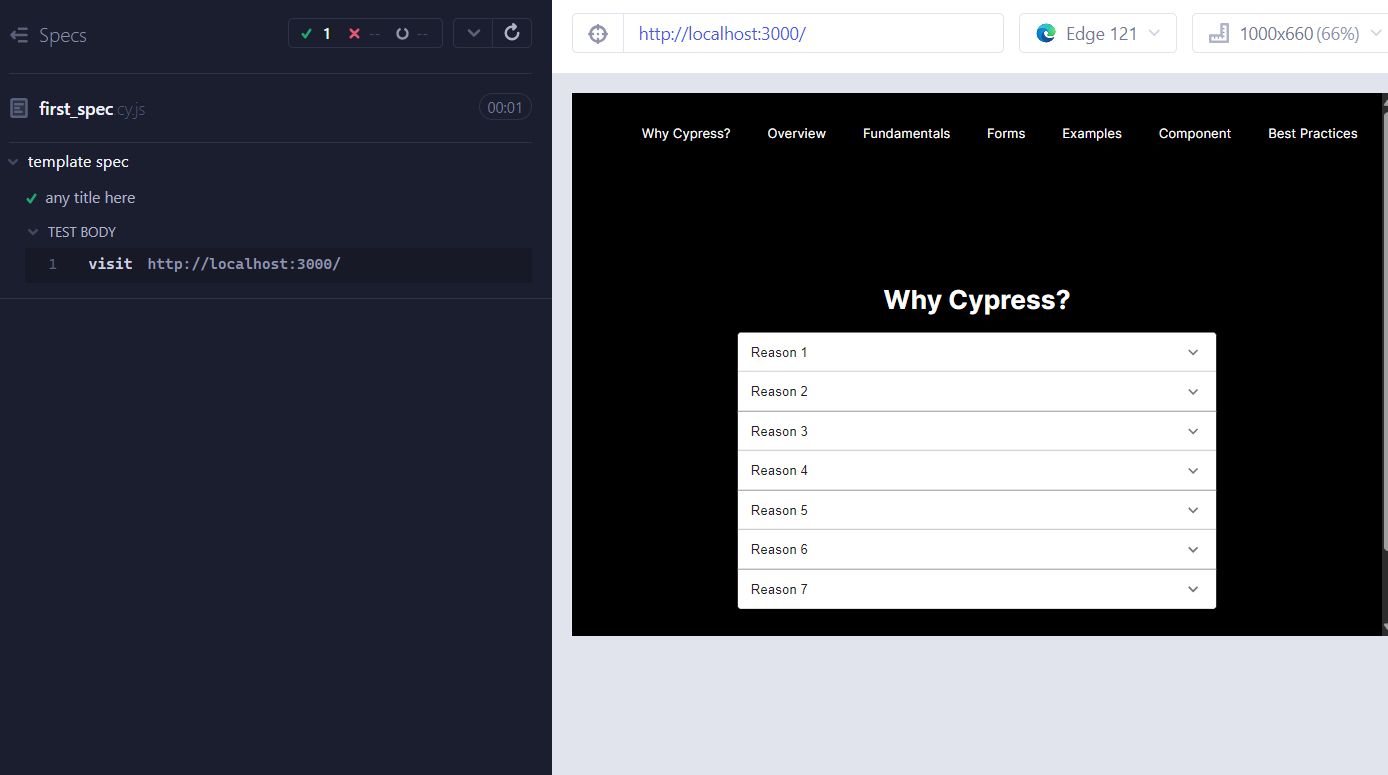 Specs
1 -- --
first_spec.cy.js 00:01
template spec
any title here
TEST BODY
1 visit http://localhost:3000/
http://localhost:3000/
Edge 121
1000x660 (66%)
Why Cypress? Overview Fundamentals Forms Examples Component Best Practices
Why Cypress?
Reason 1
Reason 2
Reason 3
Reason 4
Reason 5
Reason 6
Reason 7